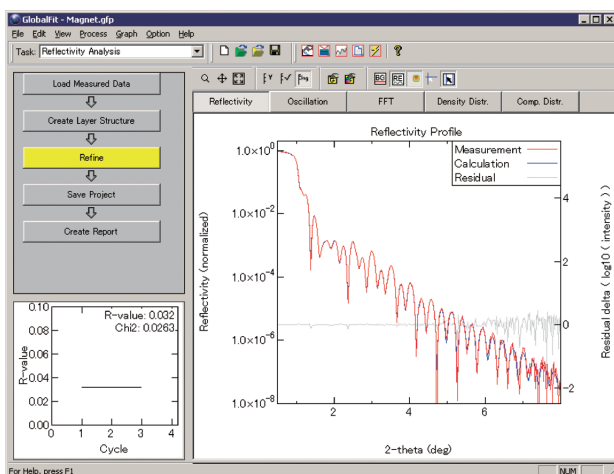 GlobalFit - Magnet.gfp
File Edit View Process Graph Option Help
Task: Reflectivity Analysis
Load Measured Data
Create Layer Structure
Refine
Save Project
Create Report
Reflectivity Oscillation FFT Density Distr. Comp. Distr.
Reflectivity Profile
Measurement
Calculation
Residual
Reflectivity (normalized)
1.0×10^0
1.0×10^-2
1.0×10^-4
1.0×10^-6
1.0×10^-8
2 4 6
2-theta (deg)
4
2
0
-2
Residual delta ( log10 ( intensity ) )
R-value: 0.032
Chi2: 0.0263
R-value
0.10
0.08
0.06
0.04
0.02
0.00
0 1 2 3 4
Cycle
For Help, press F1
NUM